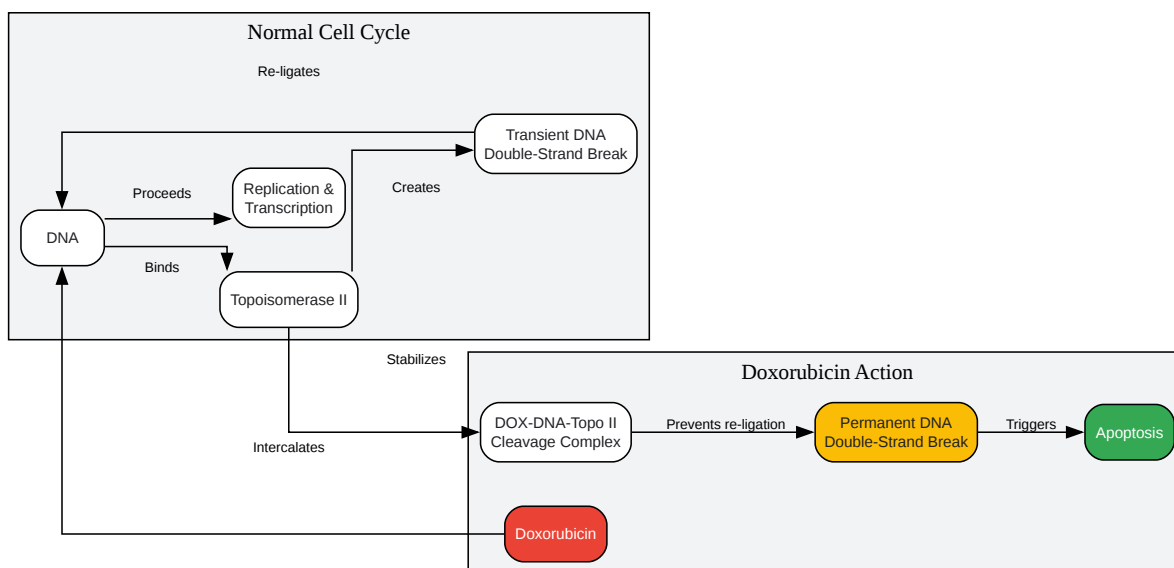 Normal Cell Cycle
Re-ligates
Transient DNA
Double-Strand Break
Proceeds
Replication &
Transcription
Creates
DNA
Binds
Topoisomerase II
Stabilizes
Doxorubicin Action
DOX-DNA-Topo II
Cleavage Complex
Prevents re-ligation
Permanent DNA
Double-Strand Break
Triggers
Apoptosis
Intercalates
Doxorubicin